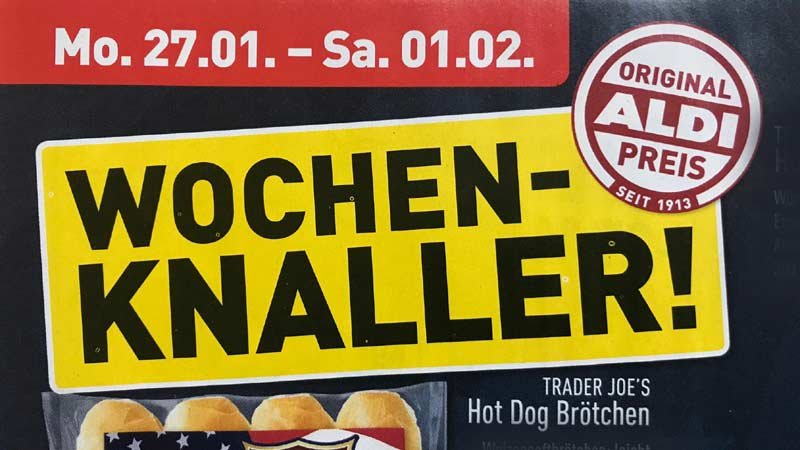 Mo. 27.01. – Sa. 01.02.
ORIGINAL
ALDI
PREIS
SEIT 1913
WOCHEN-
KNALLER!
TRADER JOE'S
Hot Dog Brötchen